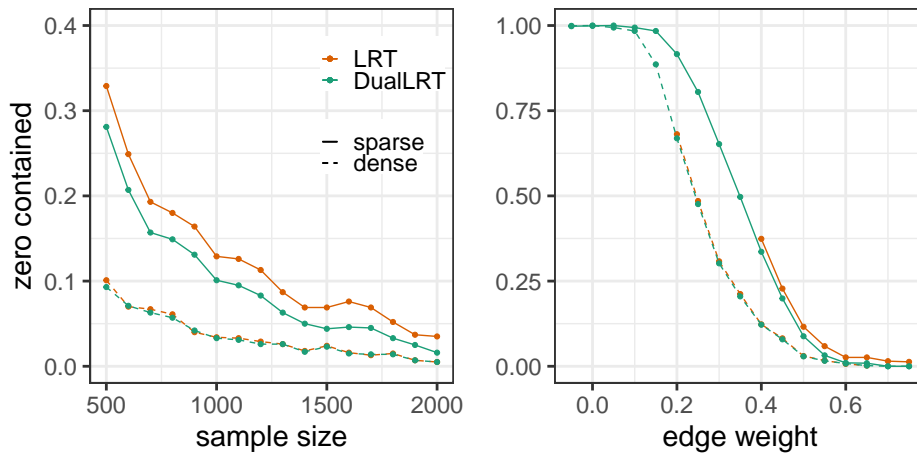 0.4
0.3
0.2
0.1
0.0
zero contained
LRT
DualLRT
sparse
dense
500
1000
1500
2000
sample size
1.00
0.75
0.50
0.25
0.00
0.0
0.2
0.4
0.6
edge weight